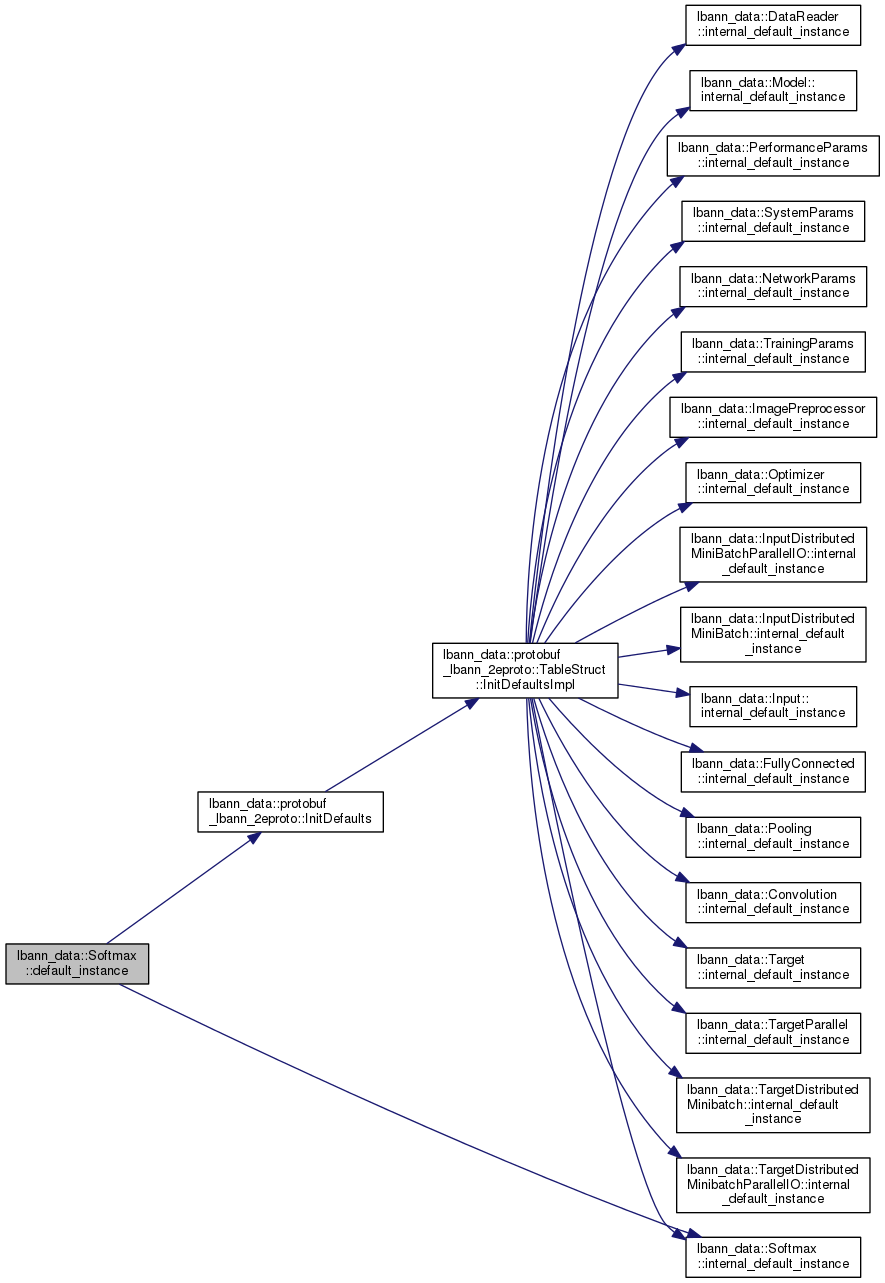 lbann_data::DataReader
::internal_default_instance
lbann_data::Model::
internal_default_instance
lbann_data::PerformanceParams
::internal_default_instance
lbann_data::SystemParams
::internal_default_instance
lbann_data::NetworkParams
::internal_default_instance
lbann_data::TrainingParams
::internal_default_instance
lbann_data::ImagePreprocessor
::internal_default_instance
lbann_data::Optimizer
::internal_default_instance
lbann_data::InputDistributed
MiniBatchParallelIO::internal
_default_instance
lbann_data::InputDistributed
MiniBatch::internal_default
_instance
lbann_data::protobuf
_lbann_2eproto::TableStruct
::InitDefaultsImpl
lbann_data::Input::
internal_default_instance
lbann_data::FullyConnected
::internal_default_instance
lbann_data::protobuf
_lbann_2eproto::InitDefaults
lbann_data::Pooling
::internal_default_instance
lbann_data::Convolution
::internal_default_instance
lbann_data::Softmax
::default_instance
lbann_data::Target
::internal_default_instance
lbann_data::TargetParallel
::internal_default_instance
lbann_data::TargetDistributed
Minibatch::internal_default
_instance
lbann_data::TargetDistributed
MinibatchParallelIO::internal
_default_instance
lbann_data::Softmax
::internal_default_instance